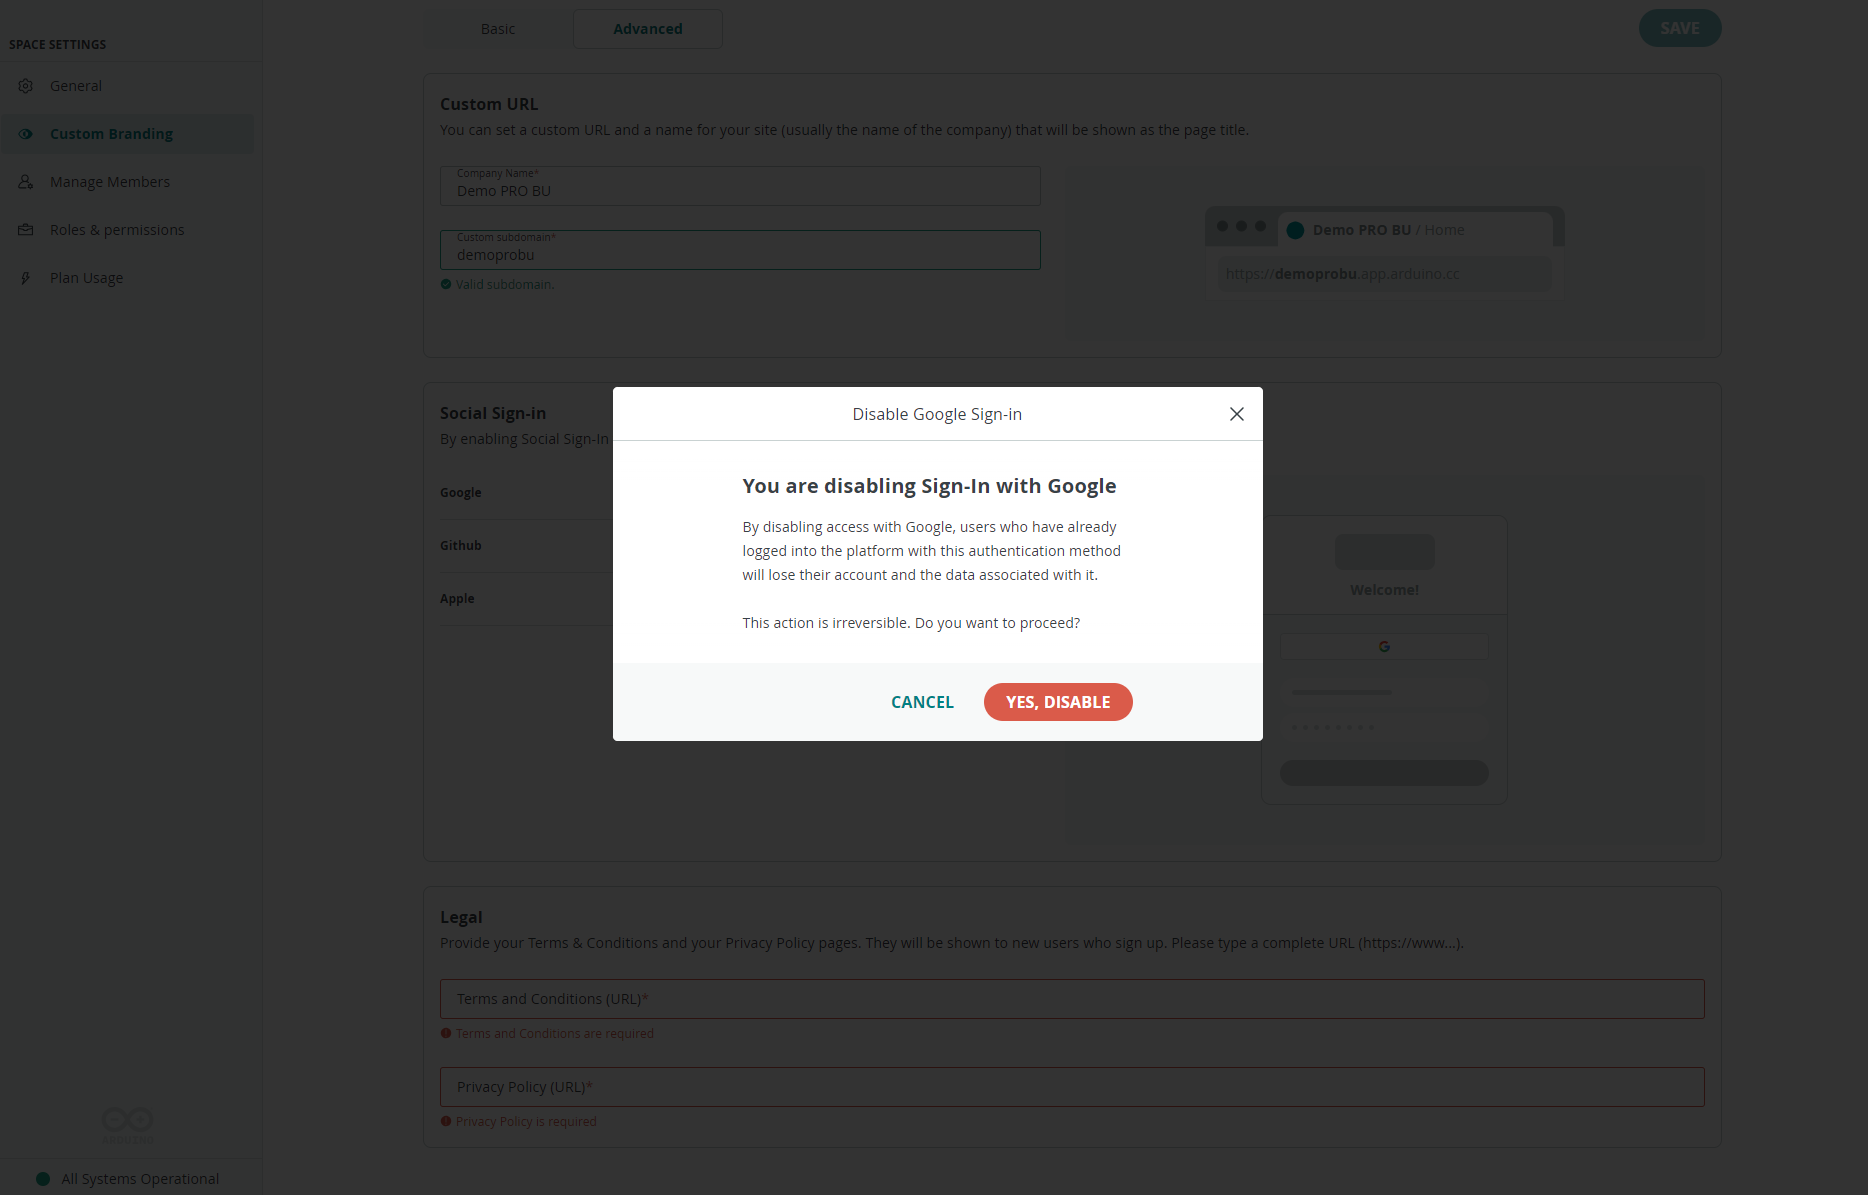 Basic
Advanced
SAVE
SPACE SETTINGS
General
Custom Branding
Manage Members
Roles & permissions
Plan Usage
Custom URL
You can set a custom URL and a name for your site (usually the name of the company) that will be shown as the page title.
Company Name*
Demo PRO BU
Custom subdomain*
demoprobu
Valid subdomain.
Demo PRO BU / Home
https://demoprobu.app.arduino.cc
Social Sign-in
By enabling Social Sign-In
Google
Github
Apple
Disable Google Sign-in
You are disabling Sign-In with Google
By disabling access with Google, users who have already
logged into the platform with this authentication method
will lose their account and the data associated with it.
This action is irreversible. Do you want to proceed?
CANCEL
YES, DISABLE
Welcome!
G
Legal
Provide your Terms & Conditions and your Privacy Policy pages. They will be shown to new users who sign up. Please type a complete URL (https://www...).
Terms and Conditions (URL)*
Terms and Conditions are required
Privacy Policy (URL)*
Privacy Policy is required
ARDUINO
All Systems Operational